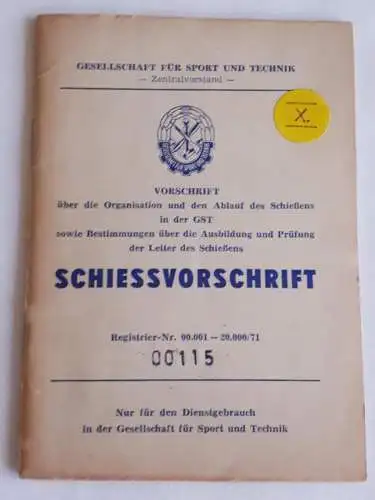 GESELLSCHAFT FÜR SPORT UND TECHNIK
— Zentralvorstand —
X.
VORSCHRIFT
über die Organisation und den Ablauf des Schießens
in der GST
sowie Bestimmungen über die Ausbildung und Prüfung
der Leiter des Schießens
SCHIESSVORSCHRIFT
Registrier-Nr. 00.001 — 20.000/71
00115
Nur für den Dienstgebrauch
in der Gesellschaft für Sport und Technik